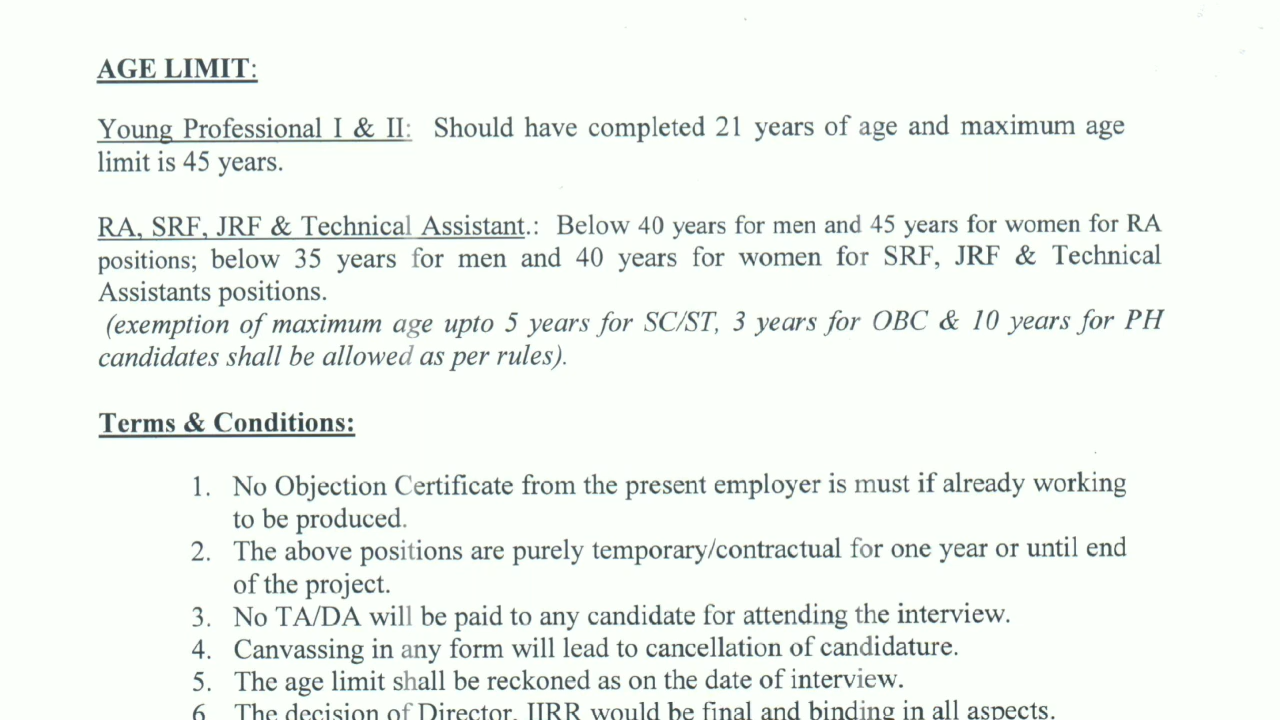 AGE LIMIT:
Young Professional I & II: Should have completed 21 years of age and maximum age
limit is 45 years.
RA, SRF, JRF & Technical Assistant.: Below 40 years for men and 45 years for women for RA
positions; below 35 years for men and 40 years for women for SRF, JRF & Technical
Assistants positions.
(exemption of maximum age upto 5 years for SC/ST, 3 years for OBC & 10 years for PH
candidates shall be allowed as per rules).
Terms & Conditions:
1. No Objection Certificate from the present employer is must if already working
to be produced.
2. The above positions are purely temporary/contractual for one year or until end
of the project.
3. No TA/DA will be paid to any candidate for attending the interview.
4. Canvassing in any form will lead to cancellation of candidature.
5. The age limit shall be reckoned as on the date of interview.
6. The decision of Director, IIRR would be final and binding in all aspects.